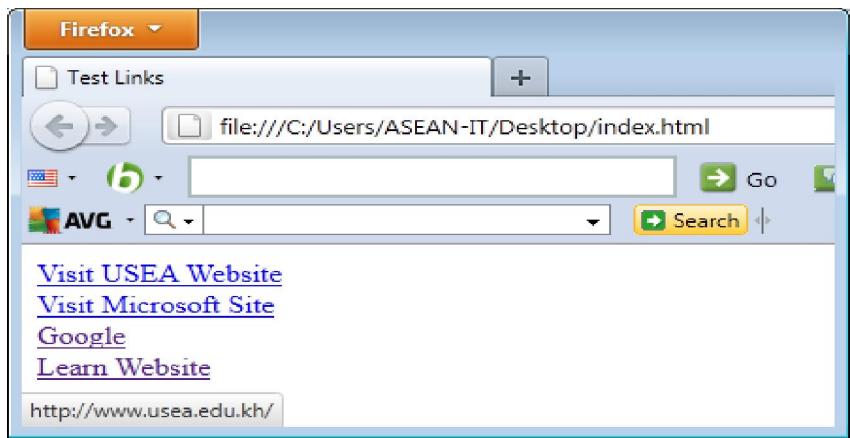 Firefox
Test Links
file:///C:/Users/ASEAN-IT/Desktop/index.html
Go
AVG
Search
Visit USEA Website
Visit Microsoft Site
Google
Learn Website
http://www.usea.edu.kh/